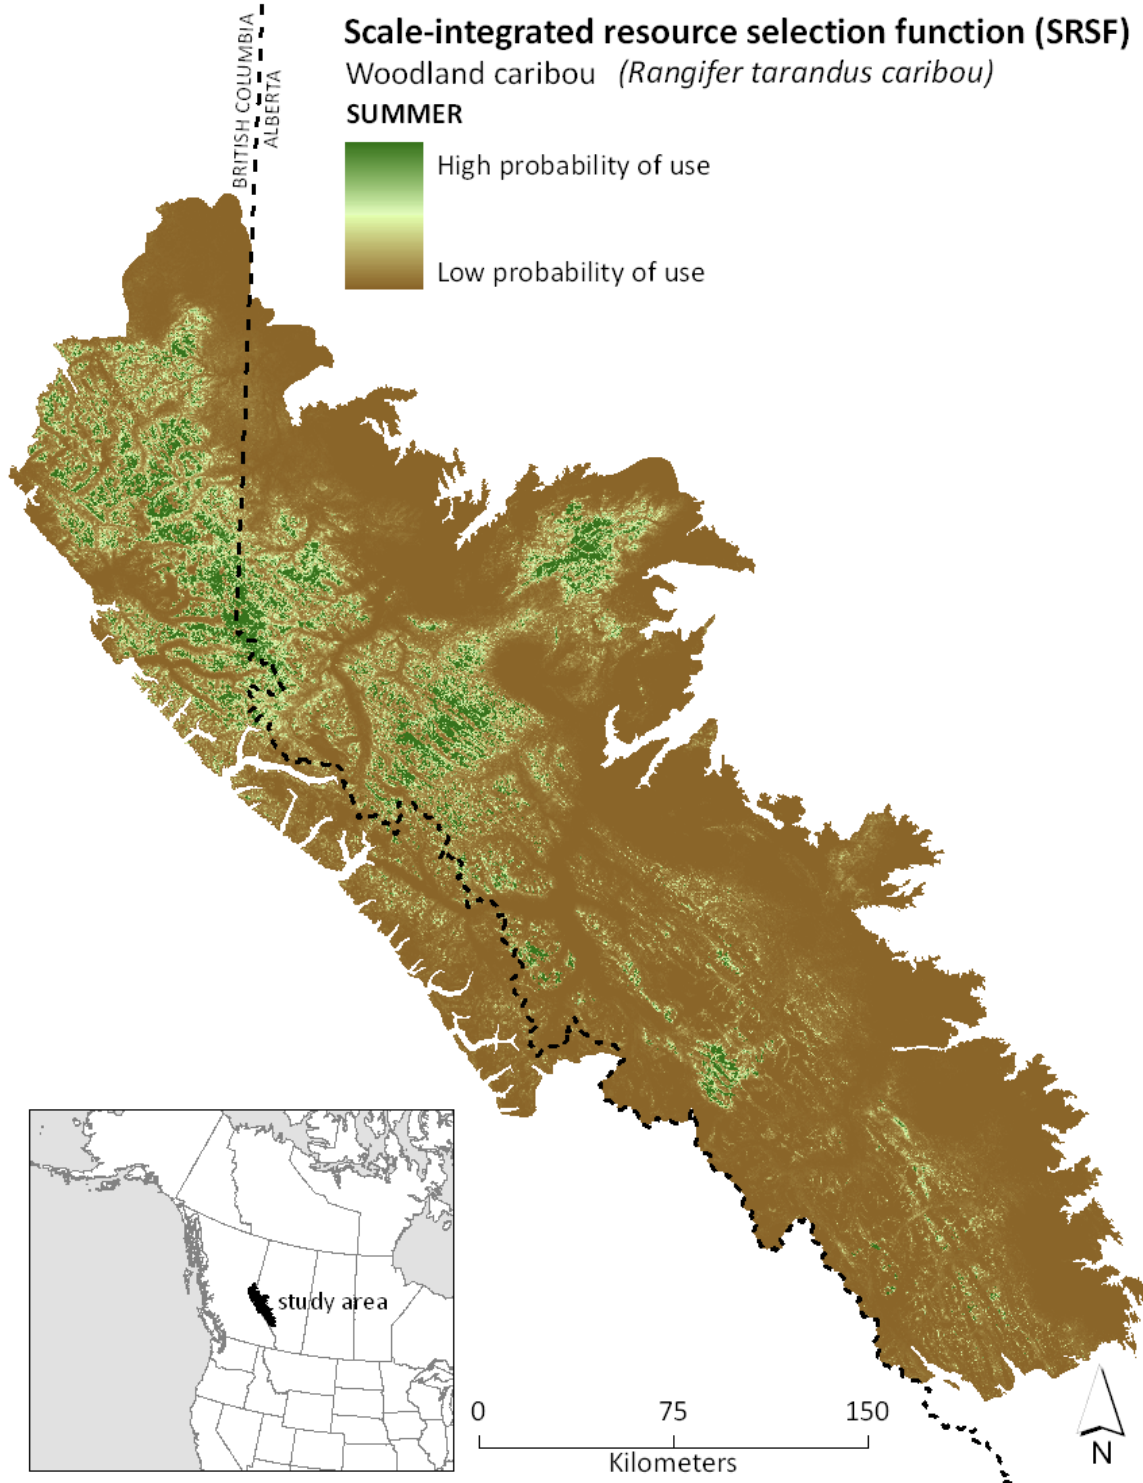 Scale-integrated resource selection function (SRSF)
Woodland caribou (Rangifer tarandus caribou)
SUMMER
High probability of use
Low probability of use
BRITISH COLUMBIA
ALBERTA
study area
0 75 150
Kilometers
N